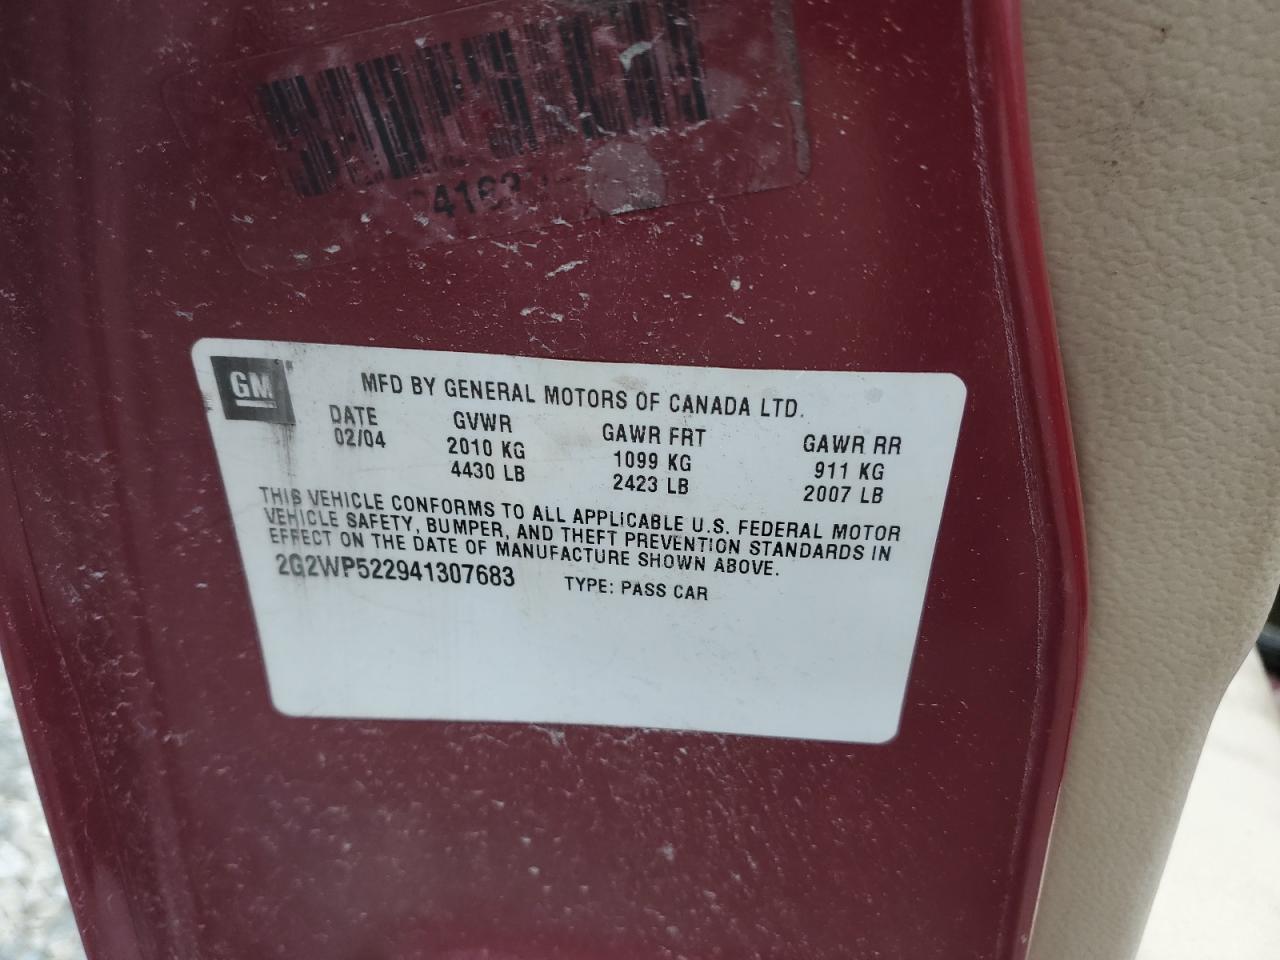 GM
MFD BY GENERAL MOTORS OF CANADA LTD.
DATE GVWR GAWR FRT GAWR RR
02/04 2010 KG 1099 KG 911 KG
4430 LB 2423 LB 2007 LB
THIS VEHICLE CONFORMS TO ALL APPLICABLE U.S. FEDERAL MOTOR
VEHICLE SAFETY, BUMPER, AND THEFT PREVENTION STANDARDS IN
EFFECT ON THE DATE OF MANUFACTURE SHOWN ABOVE.
2G2WP522941307683 TYPE: PASS CAR